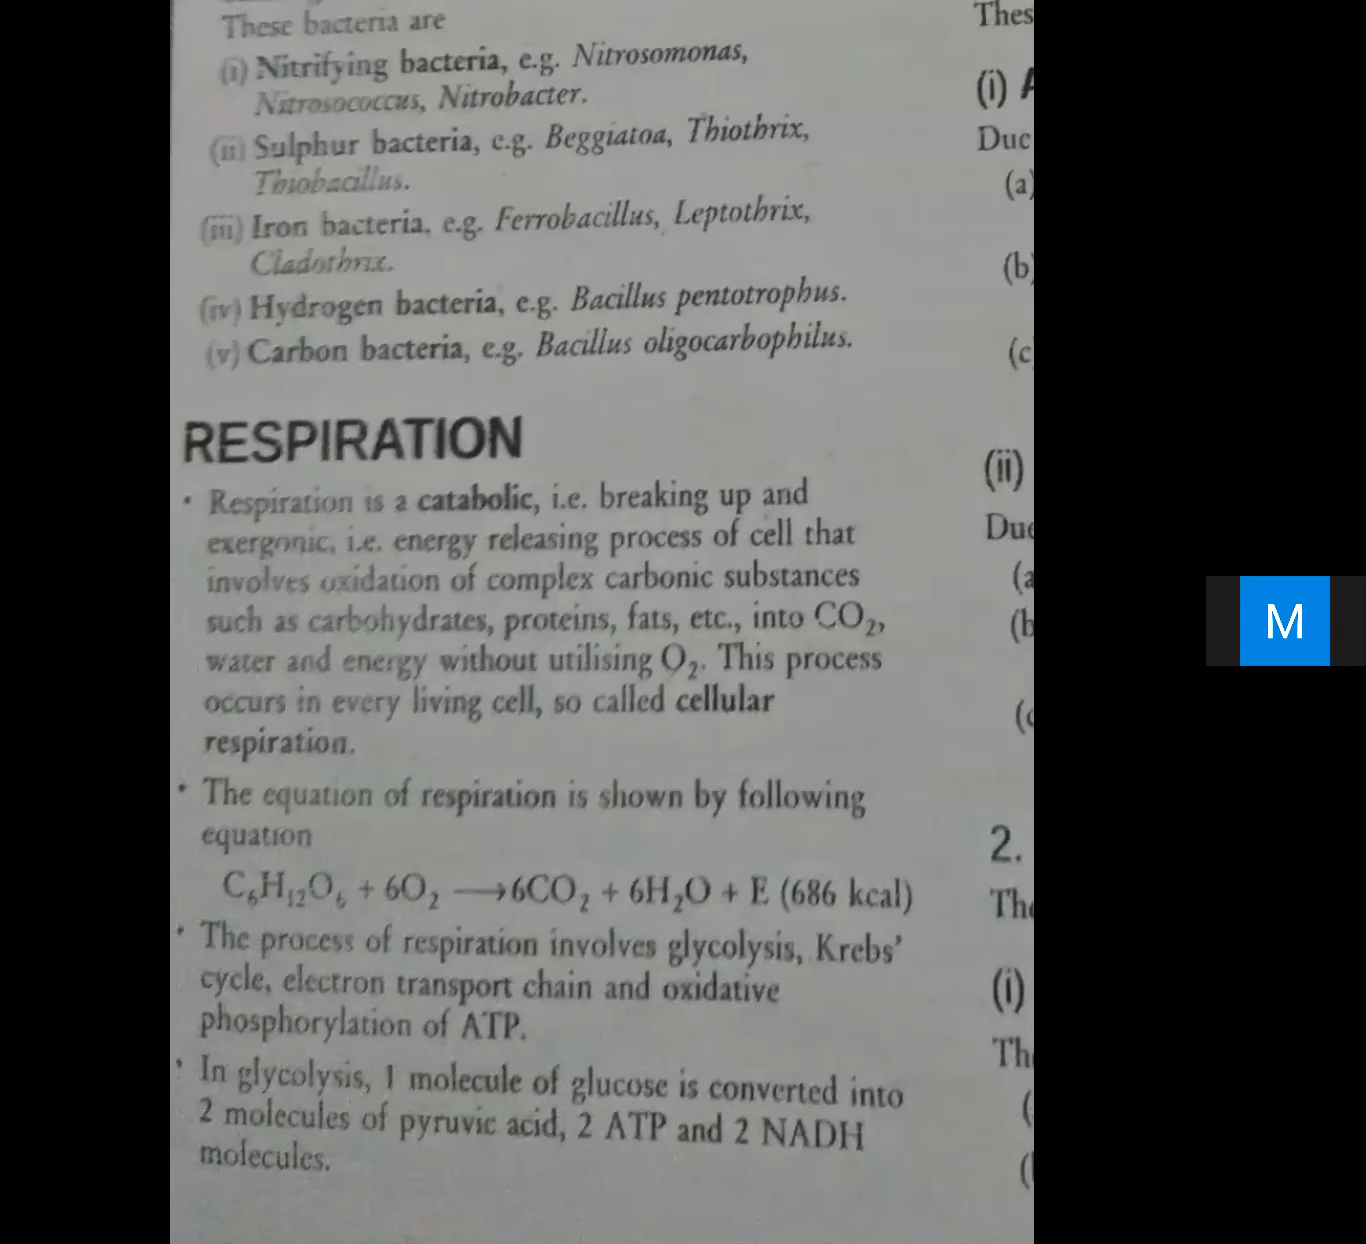 These bacteria are
(i) Nitrifying bacteria, e.g. Nitrosomonas,
Nitrosococcus, Nitrobacter.
(ii) Sulphur bacteria, e.g. Beggiatoa, Thiothrix,
Thiobacillus.
(iii) Iron bacteria, e.g. Ferrobacillus, Leptothrix,
Cladothrix.
(iv) Hydrogen bacteria, e.g. Bacillus pentotrophus.
(v) Carbon bacteria, e.g. Bacillus oligocarbophilus.
RESPIRATION
• Respiration is a catabolic, i.e. breaking up and
exergonic, i.e. energy releasing process of cell that
involves oxidation of complex carbonic substances
such as carbohydrates, proteins, fats, etc., into CO₂,
water and energy without utilising O₂. This process
occurs in every living cell, so called cellular
respiration.
• The equation of respiration is shown by following
equation
C₆H₁₂O₆ + 6O₂ ⟶ 6CO₂ + 6H₂O + E (686 kcal)
• The process of respiration involves glycolysis, Krebs’
cycle, electron transport chain and oxidative
phosphorylation of ATP.
• In glycolysis, 1 molecule of glucose is converted into
2 molecules of pyruvic acid, 2 ATP and 2 NADH
molecules.
(i)
(a)
(b)
(ii)
2.
(i)
M